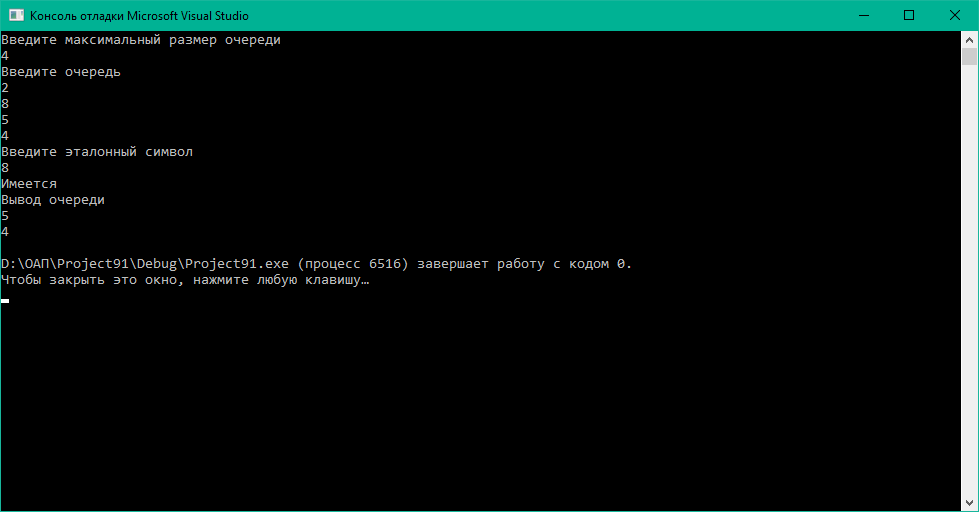 Консоль отладки Microsoft Visual Studio
Введите максимальный размер очереди
4
Введите очередь
2
8
5
4
Введите эталонный символ
8
Имеется
Вывод очереди
5
4
D:\ОАП\Project91\Debug\Project91.exe (процесс 6516) завершает работу с кодом 0.
Чтобы закрыть это окно, нажмите любую клавишу…